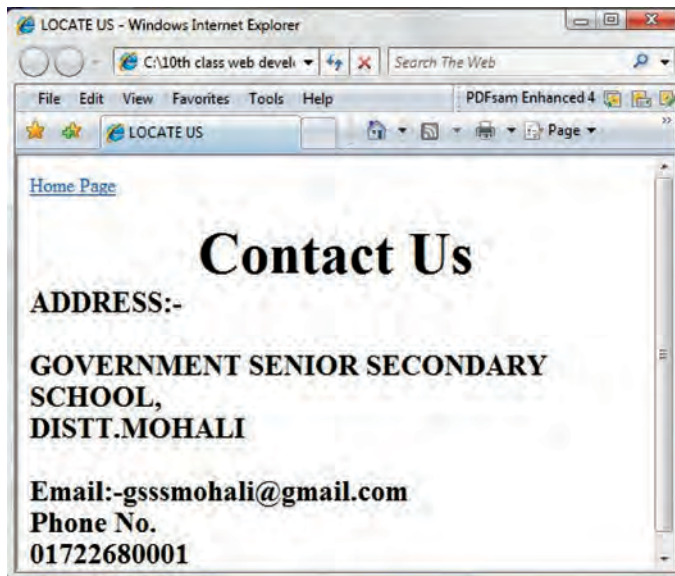 LOCATE US - Windows Internet Explorer
C:\10th class web devel
Search The Web
File Edit View Favorites Tools Help PDFsam Enhanced 4
LOCATE US
Page
Home Page
Contact Us
ADDRESS:-
GOVERNMENT SENIOR SECONDARY
SCHOOL,
DISTT.MOHALI
Email:-gsssmohali@gmail.com
Phone No.
01722680001